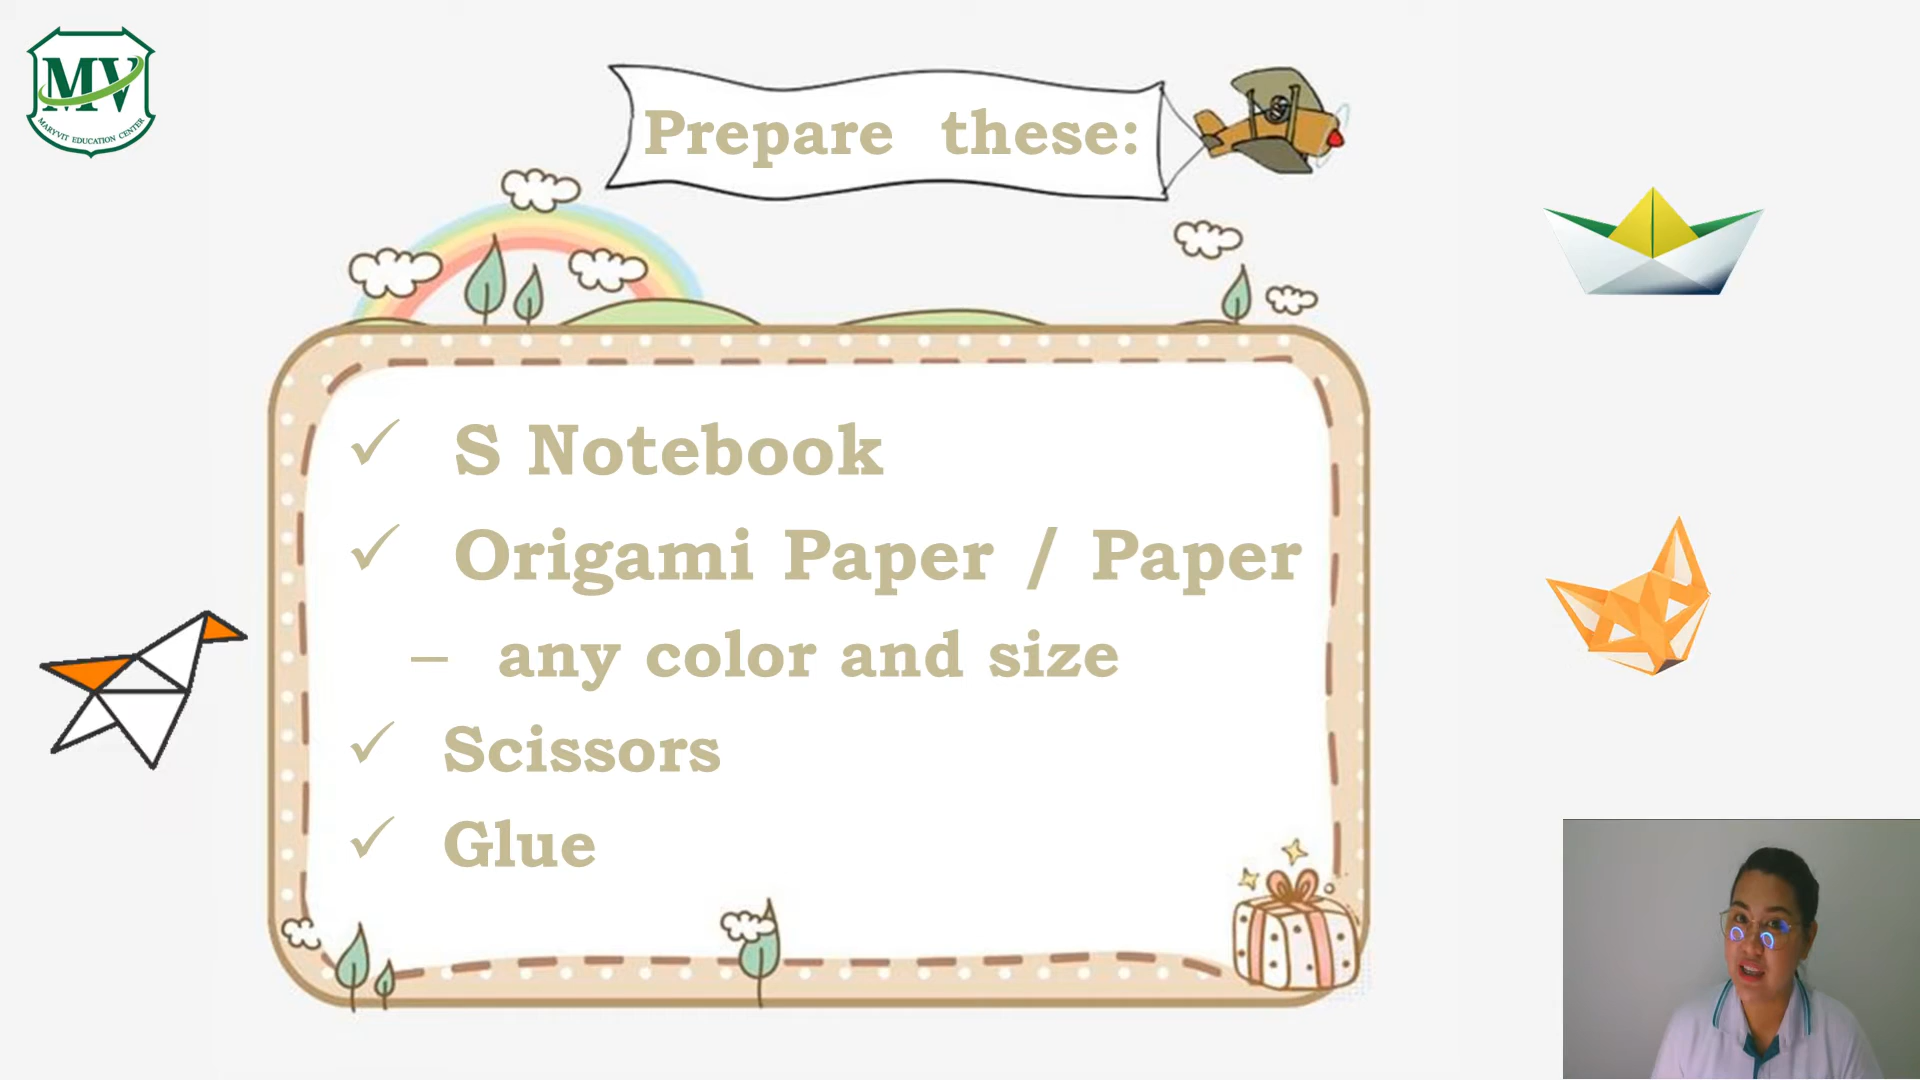 MV
MARYVIT EDUCATION CENTER
Prepare these:
✓ S Notebook
✓ Origami Paper / Paper
– any color and size
✓ Scissors
✓ Glue